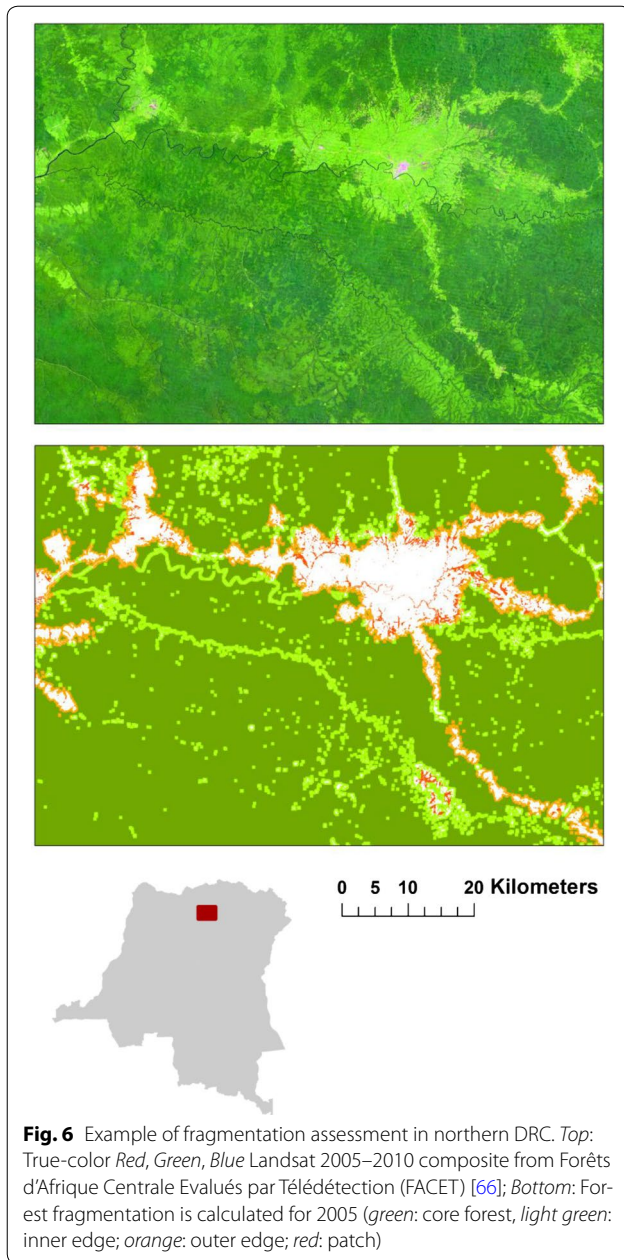 0 5 10 20 Kilometers
Fig. 6 Example of fragmentation assessment in northern DRC. Top:
True-color Red, Green, Blue Landsat 2005–2010 composite from Forêts
d'Afrique Centrale Evalués par Télédétection (FACET) [66]; Bottom: For-
est fragmentation is calculated for 2005 (green: core forest, light green:
inner edge; orange: outer edge; red: patch)